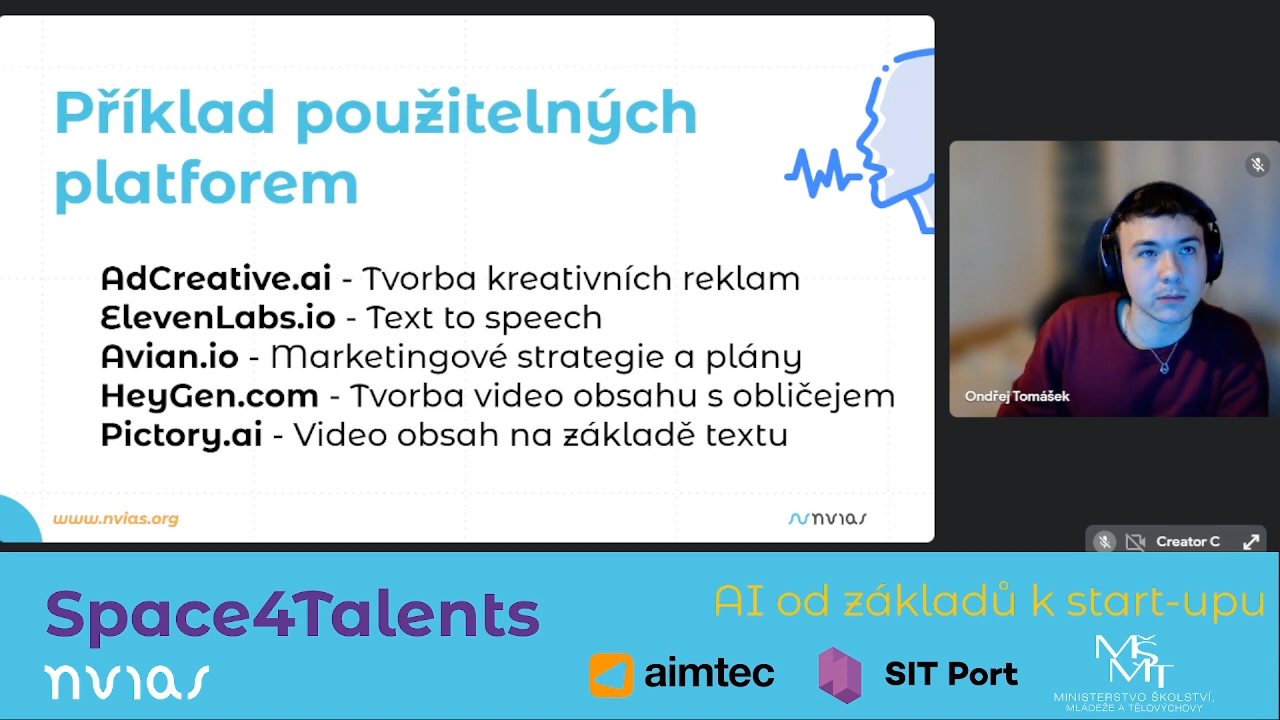 Příklad použitelných
platforem
AdCreative.ai - Tvorba kreativních reklam
ElevenLabs.io - Text to speech
Avian.io - Marketingové strategie a plány
HeyGen.com - Tvorba video obsahu s obličejem
Pictory.ai - Video obsah na základě textu
www.nvias.org
nvias
Ondřej Tomášek
Creator C
Space4Talents
AI od základů k start-upu
nvias
aimtec
SIT Port
MŠMT
MINISTERSTVO ŠKOLSTVÍ,
MLÁDEŽE A TĚLOVÝCHOVY